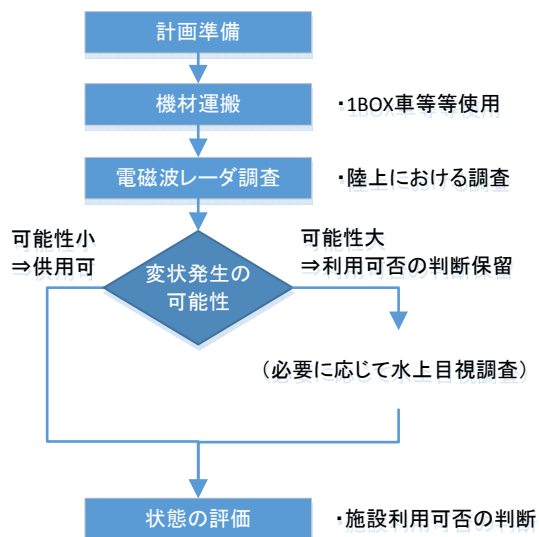 計画準備
機材運搬
・1BOX車等等使用
電磁波レーダ調査
・陸上における調査
可能性小
⇒供用可
可能性大
⇒利用可否の判断保留
変状発生の
可能性
（必要に応じて水上目視調査）
状態の評価
・施設利用可否の判断